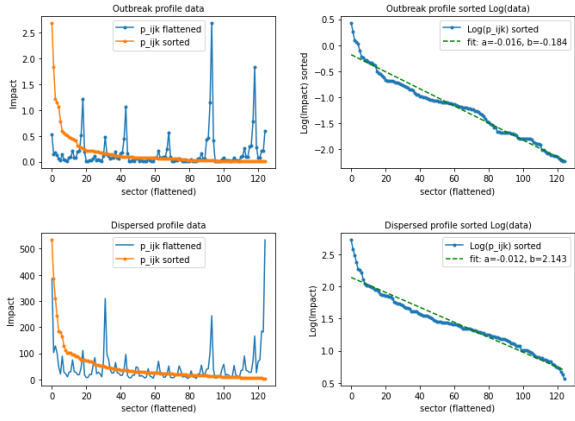 Outbreak profile data
Impact
2.5
2.0
1.5
1.0
0.5
0.0
p_ijk flattened
p_ijk sorted
0 20 40 60 80 100 120
sector (flattened)
Outbreak profile sorted Log(data)
Log(Impact) sorted
0.5
0.0
−0.5
−1.0
−1.5
−2.0
Log(p_ijk) sorted
fit: a=-0.016, b=-0.184
0 20 40 60 80 100 120
sector (flattened)
Dispersed profile data
Impact
500
400
300
200
100
0
p_ijk flattened
p_ijk sorted
0 20 40 60 80 100 120
sector (flattened)
Dispersed profile sorted Log(data)
Log(Impact)
2.5
2.0
1.5
1.0
0.5
Log(p_ijk) sorted
fit: a=-0.012, b=2.143
0 20 40 60 80 100 120
sector (flattened)